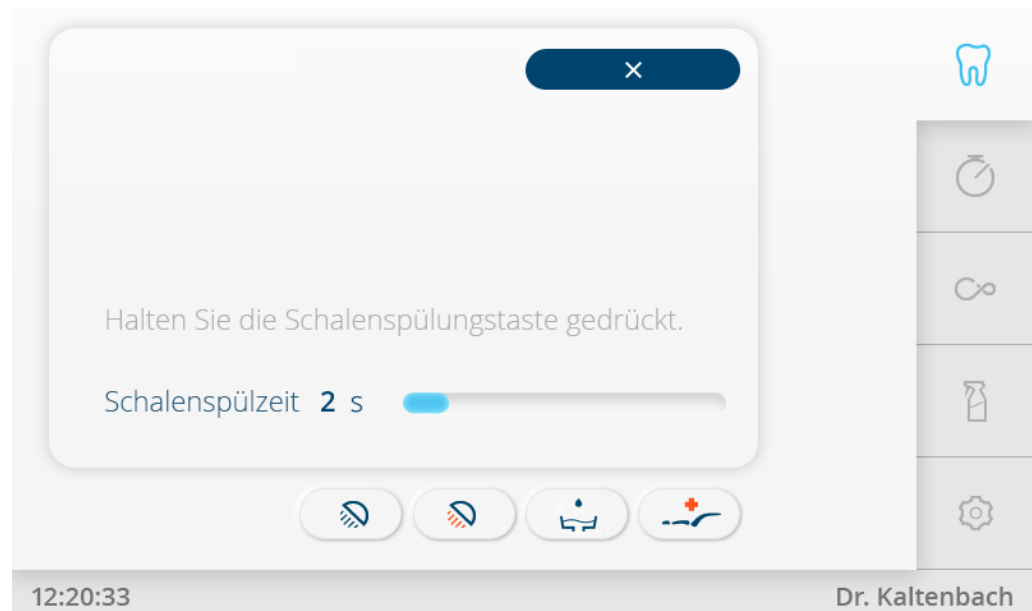 Halten Sie die Schalenspülungstaste gedrückt.
Schalenspülzeit 2 s
12:20:33 Dr. Kaltenbach